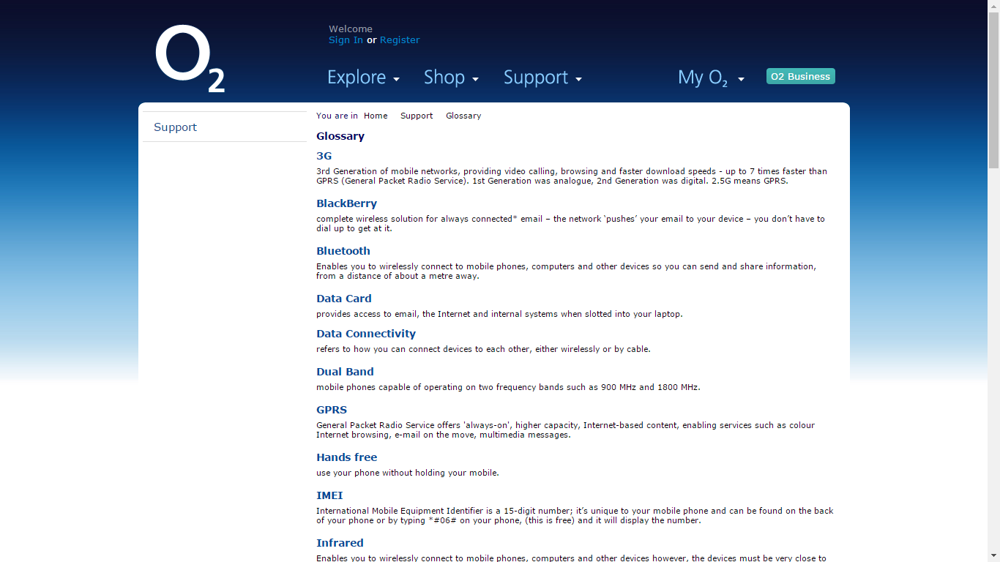 O2
Welcome
Sign In or Register
Explore
Shop
Support
My O2
O2 Business
Support
You are in Home Support Glossary
Glossary
3G
3rd Generation of mobile networks, providing video calling, browsing and faster download speeds - up to 7 times faster than
GPRS (General Packet Radio Service). 1st Generation was analogue, 2nd Generation was digital. 2.5G means GPRS.
BlackBerry
complete wireless solution for always connected* email – the network ‘pushes’ your email to your device – you don’t have to
dial up to get at it.
Bluetooth
Enables you to wirelessly connect to mobile phones, computers and other devices so you can send and share information,
from a distance of about a metre away.
Data Card
provides access to email, the Internet and internal systems when slotted into your laptop.
Data Connectivity
refers to how you can connect devices to each other, either wirelessly or by cable.
Dual Band
mobile phones capable of operating on two frequency bands such as 900 MHz and 1800 MHz.
GPRS
General Packet Radio Service offers 'always-on', higher capacity, Internet-based content, enabling services such as colour
Internet browsing, e-mail on the move, multimedia messages.
Hands free
use your phone without holding your mobile.
IMEI
International Mobile Equipment Identifier is a 15-digit number; it’s unique to your mobile phone and can be found on the back
of your phone or by typing *#06# on your phone, (this is free) and it will display the number.
Infrared
Enables you to wirelessly connect to mobile phones, computers and other devices however, the devices must be very close to